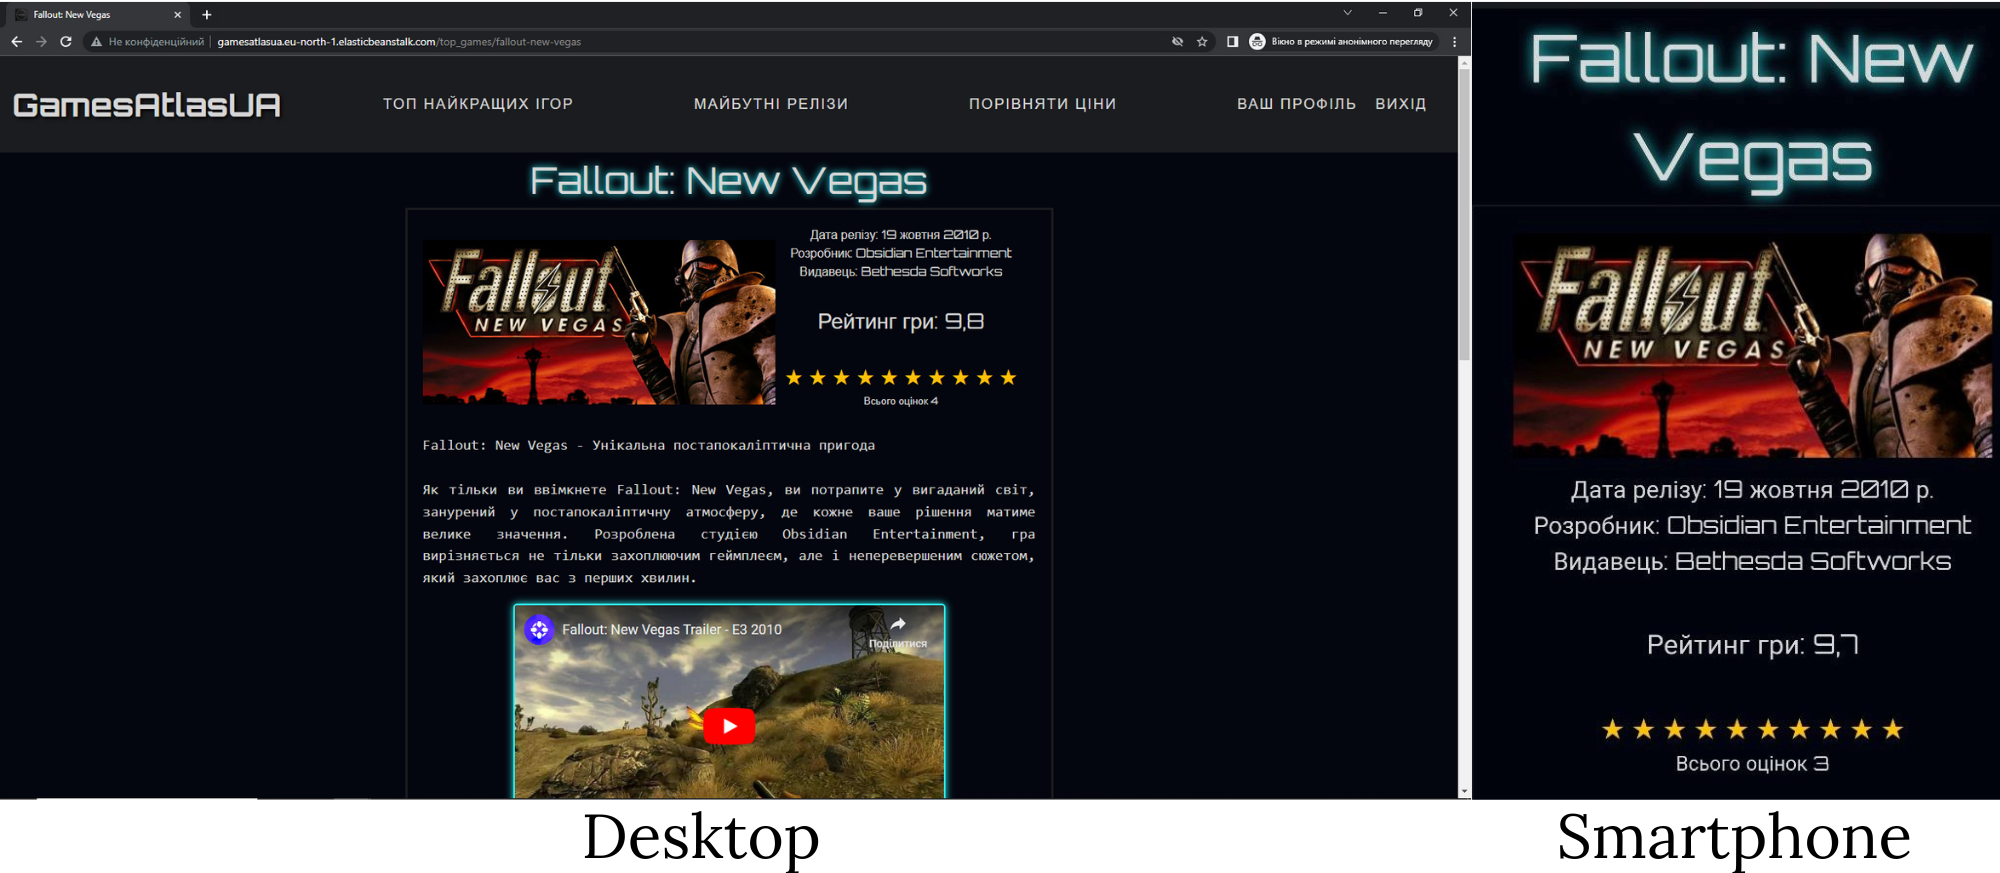 Fallout: New Vegas
Не конфіденційний
gamesatlasua.eu-north-1.elasticbeanstalk.com/top_games/fallout-new-vegas
Вікно в режимі анонімного перегляду
GamesAtlasUA
ТОП НАЙКРАЩИХ ІГОР
МАЙБУТНІ РЕЛІЗИ
ПОРІВНЯТИ ЦІНИ
ВАШ ПРОФІЛЬ
ВИХІД
Fallout: New Vegas
Fallout
NEW VEGAS
Дата релізу: 19 жовтня 2010 р.
Розробник: Obsidian Entertainment
Видавець: Bethesda Softworks
Рейтинг гри: 9,8
Всього оцінок 4
Fallout: New Vegas - Унікальна постапокаліптична пригода
Як тільки ви ввімкнете Fallout: New Vegas, ви потрапите у вигаданий світ,
занурений у постапокаліптичну атмосферу, де кожне ваше рішення матиме
велике значення. Розроблена студією Obsidian Entertainment, гра
вирізняється не тільки захоплюючим геймплеєм, але і неперевершеним сюжетом,
який захоплює вас з перших хвилин.
Fallout: New Vegas Trailer - E3 2010
Поділитися
Desktop
Fallout: New
Vegas
Fallout
NEW VEGAS
Дата релізу: 19 жовтня 2010 р.
Розробник: Obsidian Entertainment
Видавець: Bethesda Softworks
Рейтинг гри: 9,7
Всього оцінок 3
Smartphone